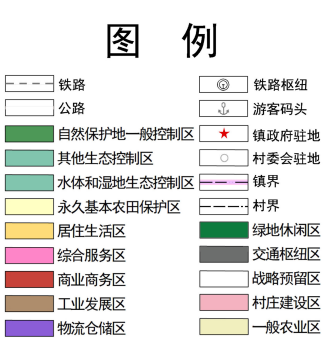 图 例
铁路
公路
自然保护地一般控制区
其他生态控制区
水体和湿地生态控制区
永久基本农田保护区
居住生活区
综合服务区
商业商务区
工业发展区
物流仓储区
铁路枢纽
游客码头
镇政府驻地
村委会驻地
镇界
村界
绿地休闲区
交通枢纽区
战略预留区
村庄建设区
一般农业区